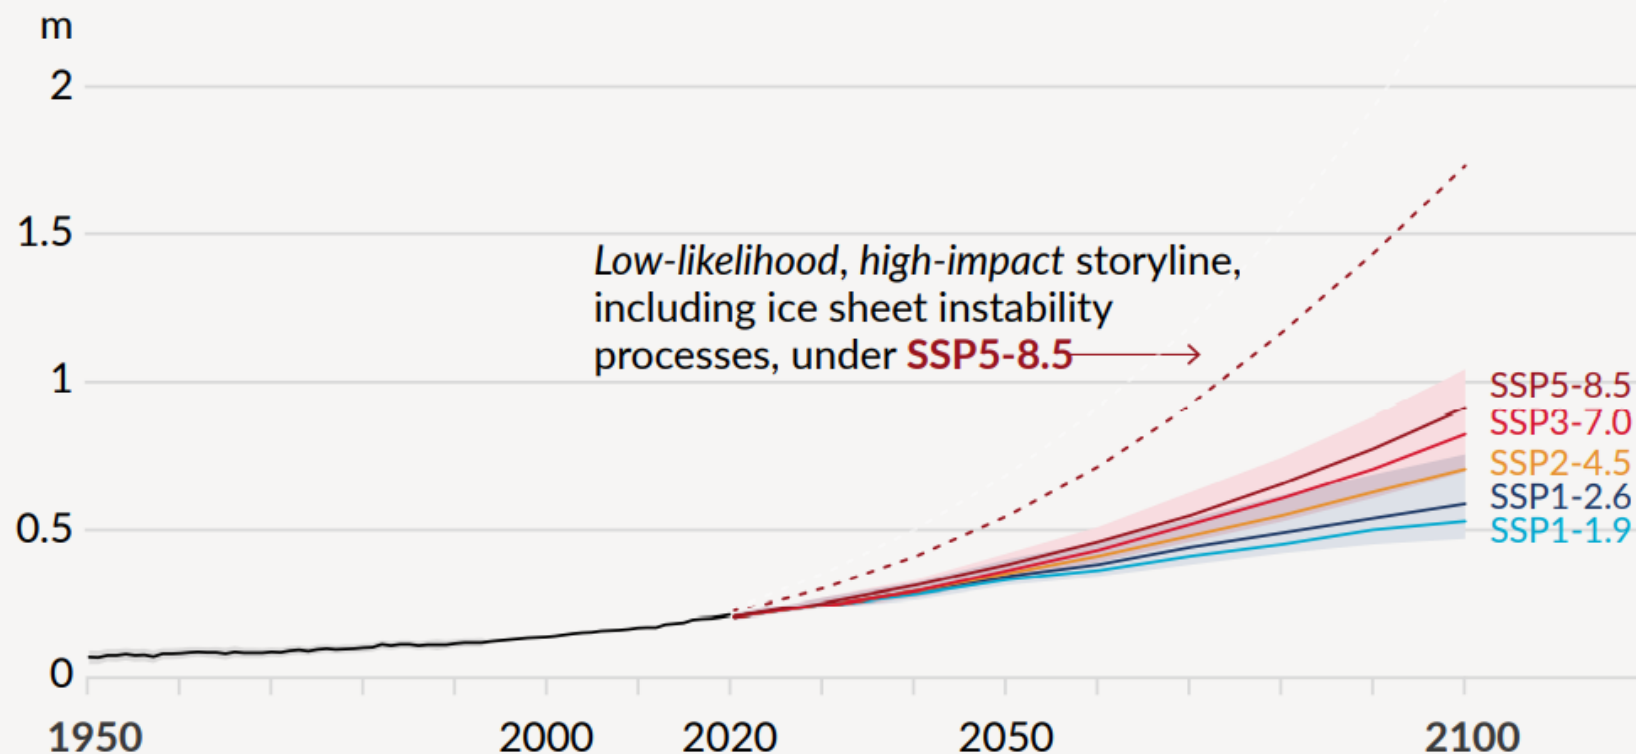 m
2
1.5
Low-likelihood, high-impact storyline,
including ice sheet instability
processes, under SSP5-8.5
1
SSP5-8.5
SSP3-7.0
SSP2-4.5
SSP1-2.6
0.5
SSP1-1.9
0
1950 2000 2020 2050 2100